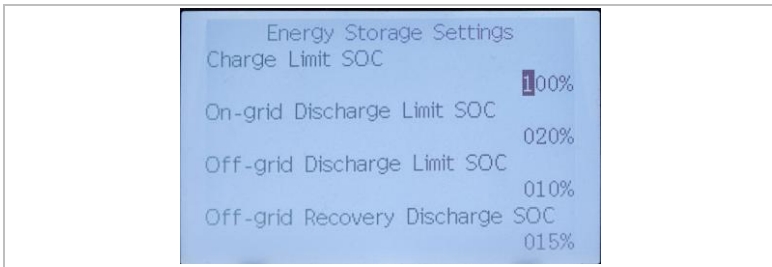 Energy Storage Settings
Charge Limit SOC
100%
On-grid Discharge Limit SOC
020%
Off-grid Discharge Limit SOC
010%
Off-grid Recovery Discharge SOC
015%